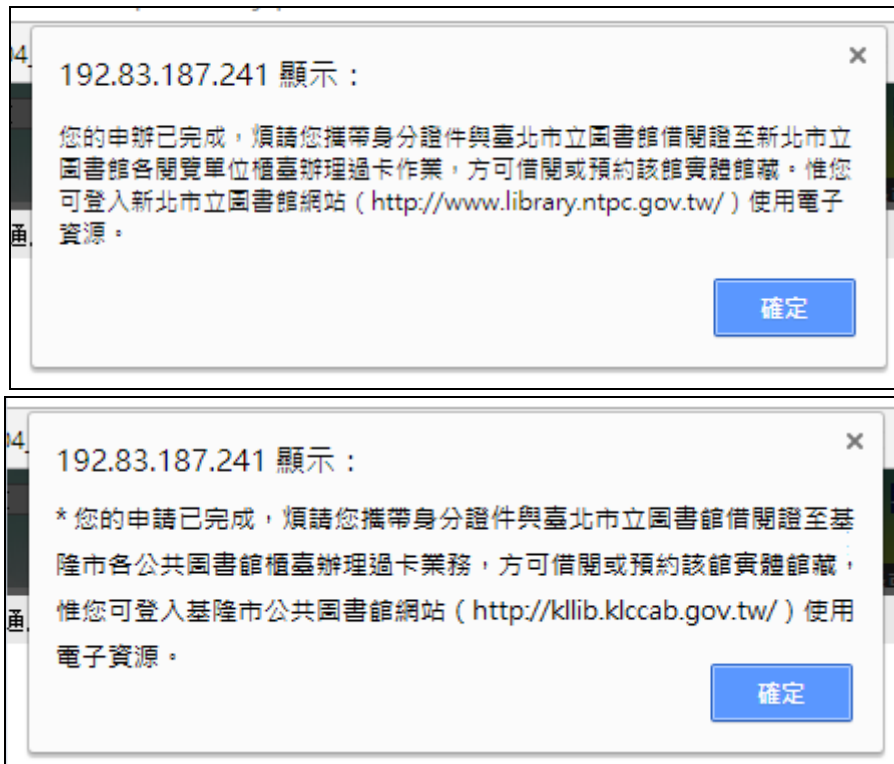 04_
192.83.187.241 顯示：
×
您的申辦已完成，煩請您攜帶身分證件與臺北市立圖書館借閱證至新北市立
圖書館各閱覽單位櫃臺辦理過卡作業，方可借閱或預約該館實體館藏。惟您
可登入新北市立圖書館網站（http://www.library.ntpc.gov.tw/）使用電子
通.
資源。
確定
04_
192.83.187.241 顯示：
×
* 您的申請已完成，煩請您攜帶身分證件與臺北市立圖書館借閱證至基
隆市各公共圖書館櫃臺辦理過卡業務，方可借閱或預約該館實體館藏，
惟您可登入基隆市公共圖書館網站（http://kllib.klccab.gov.tw/）使用
通.
電子資源。
確定